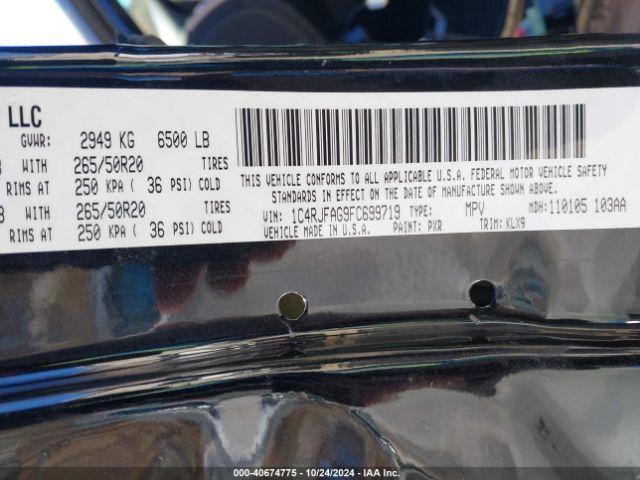 LLC
GVWR: 2949 KG 6500 LB
WITH 265/50R20 TIRES
RIMS AT 250 KPA ( 36 PSI) COLD
WITH 265/50R20 TIRES
RIMS AT 250 KPA ( 36 PSI) COLD
THIS VEHICLE CONFORMS TO ALL APPLICABLE U.S.A. FEDERAL MOTOR VEHICLE SAFETY
STANDARDS IN EFFECT ON THE DATE OF MANUFACTURE SHOWN ABOVE.
VIN: 1C4RJFAG9FC699719 TYPE: MPV MDH: 110105 103AA
VEHICLE MADE IN U.S.A. PAINT: PXR TRIM: KLX9
000-40674775 - 10/24/2024 - IAA Inc.